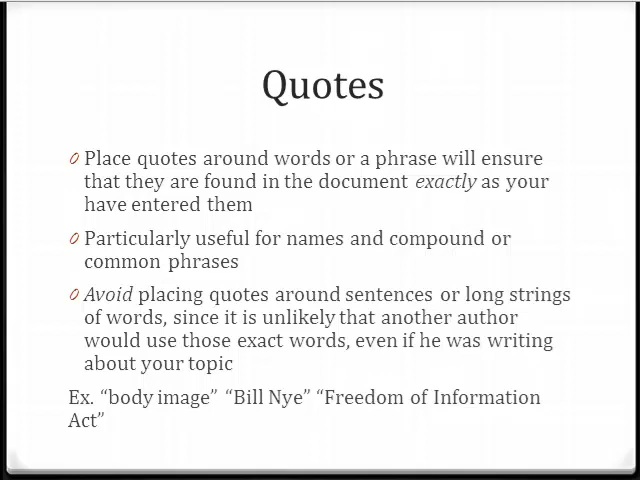 Quotes
Place quotes around words or a phrase will ensure
that they are found in the document exactly as your
have entered them
Particularly useful for names and compound or
common phrases
Avoid placing quotes around sentences or long strings
of words, since it is unlikely that another author
would use those exact words, even if he was writing
about your topic
Ex. “body image” “Bill Nye” “Freedom of Information
Act”